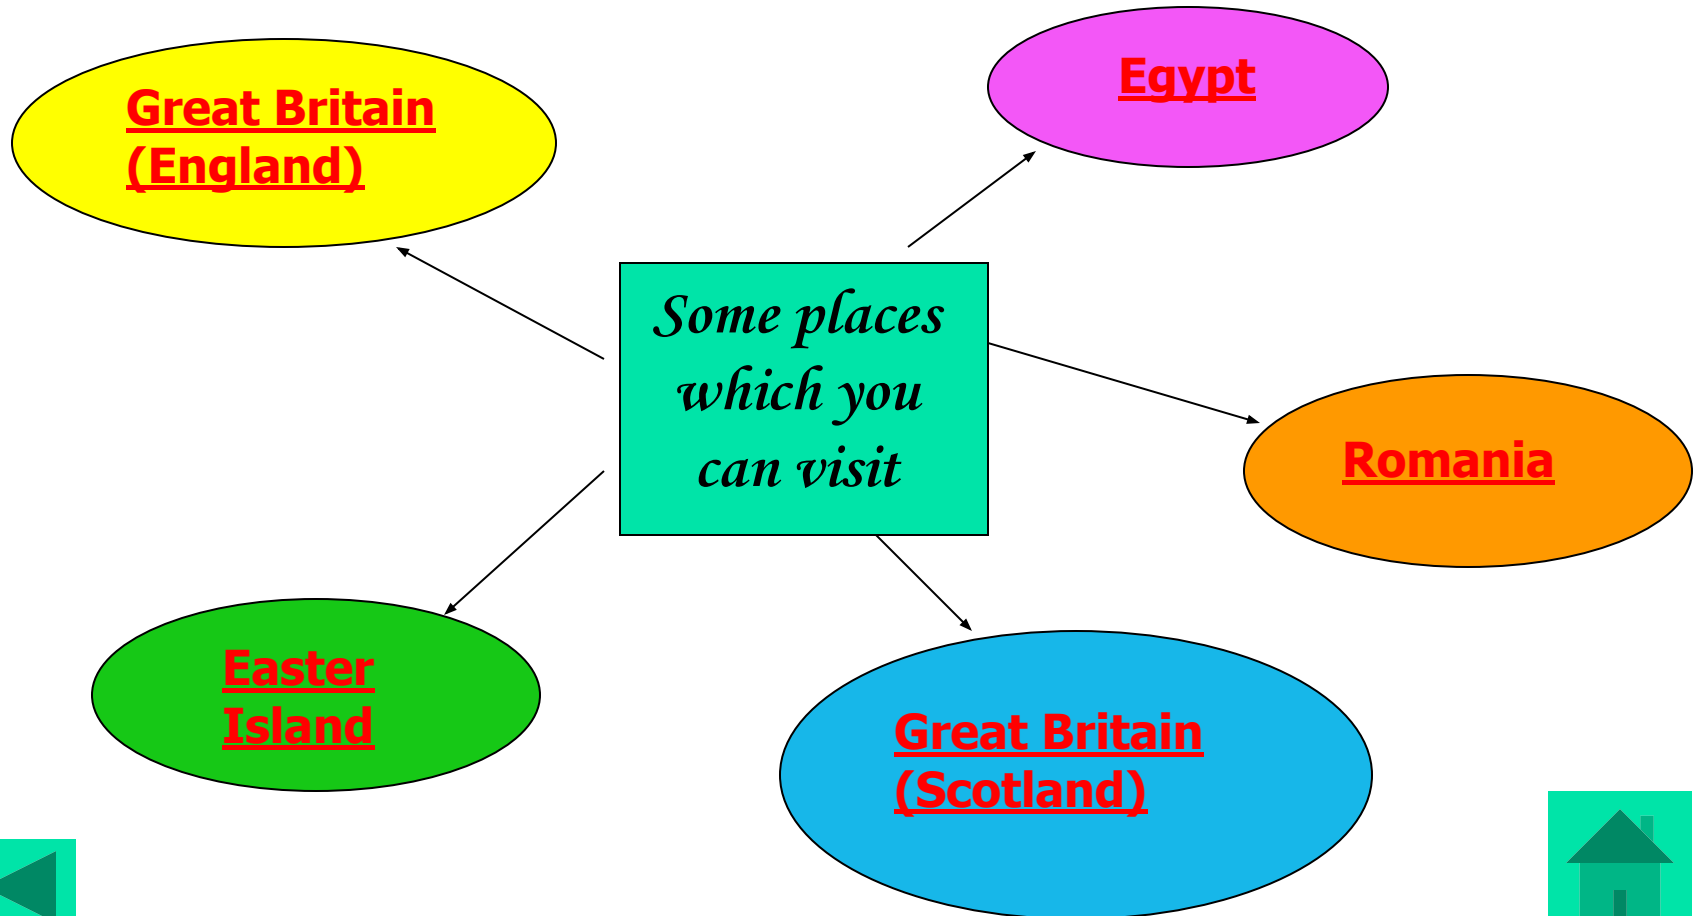 Great Britain
(England)
Egypt
Some places
which you
can visit
Romania
Easter
Island
Great Britain
(Scotland)